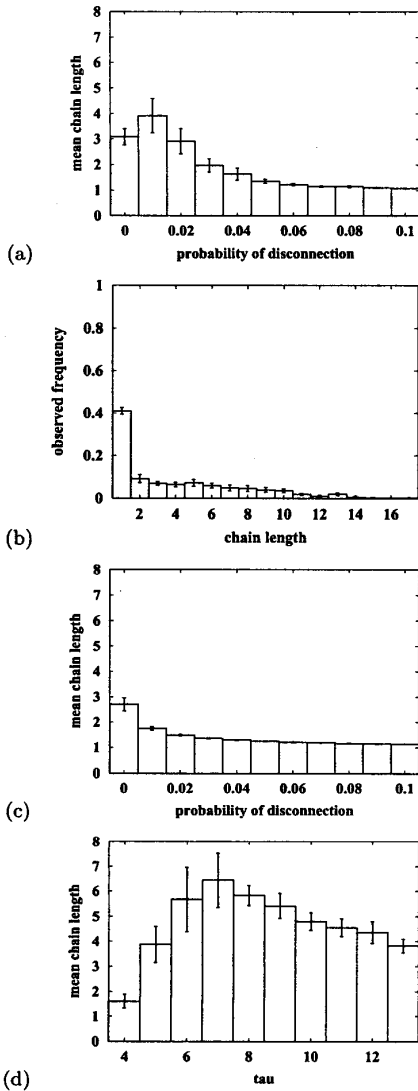 8
7
6
5
4
3
2
1
0
mean chain length
0 0.02 0.04 0.06 0.08 0.1
probability of disconnection
(a)
1
0.8
0.6
0.4
0.2
0
observed frequency
2 4 6 8 10 12 14 16
chain length
(b)
8
7
6
5
4
3
2
1
0
mean chain length
0 0.02 0.04 0.06 0.08 0.1
probability of disconnection
(c)
8
7
6
5
4
3
2
1
0
mean chain length
4 6 8 10 12
tau
(d)